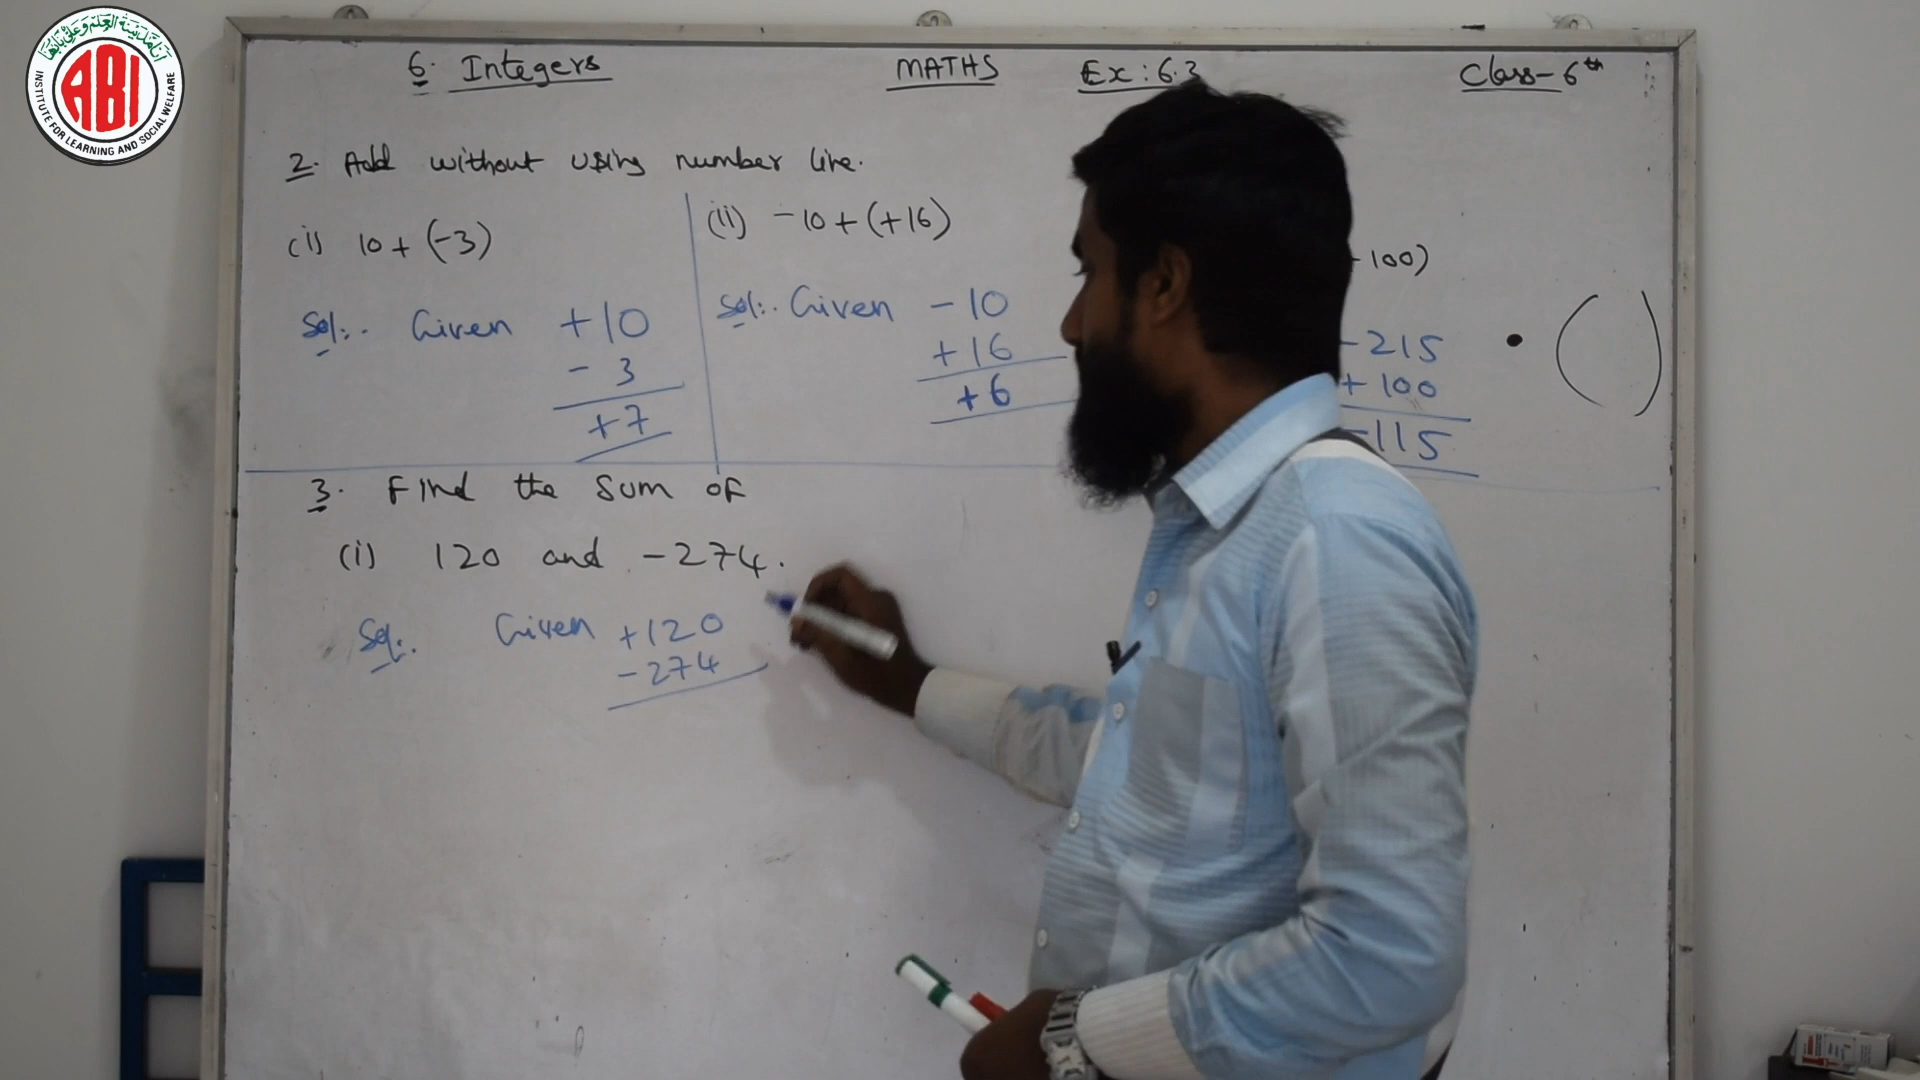 ABI
INSTITUTE FOR LEARNING AND SOCIAL WELFARE
6. Integers MATHS Ex: 6.3 Class-6th
2. Add without using number line.
(i) 10 + (-3)
Sol:. Given +10
- 3
+7
(ii) -10 + (+16)
Sol:. Given -10
+16
+6
100)
-215
+ 100
-115
( )
3. Find the sum of
(i) 120 and -274.
Sol:. Given +120
-274